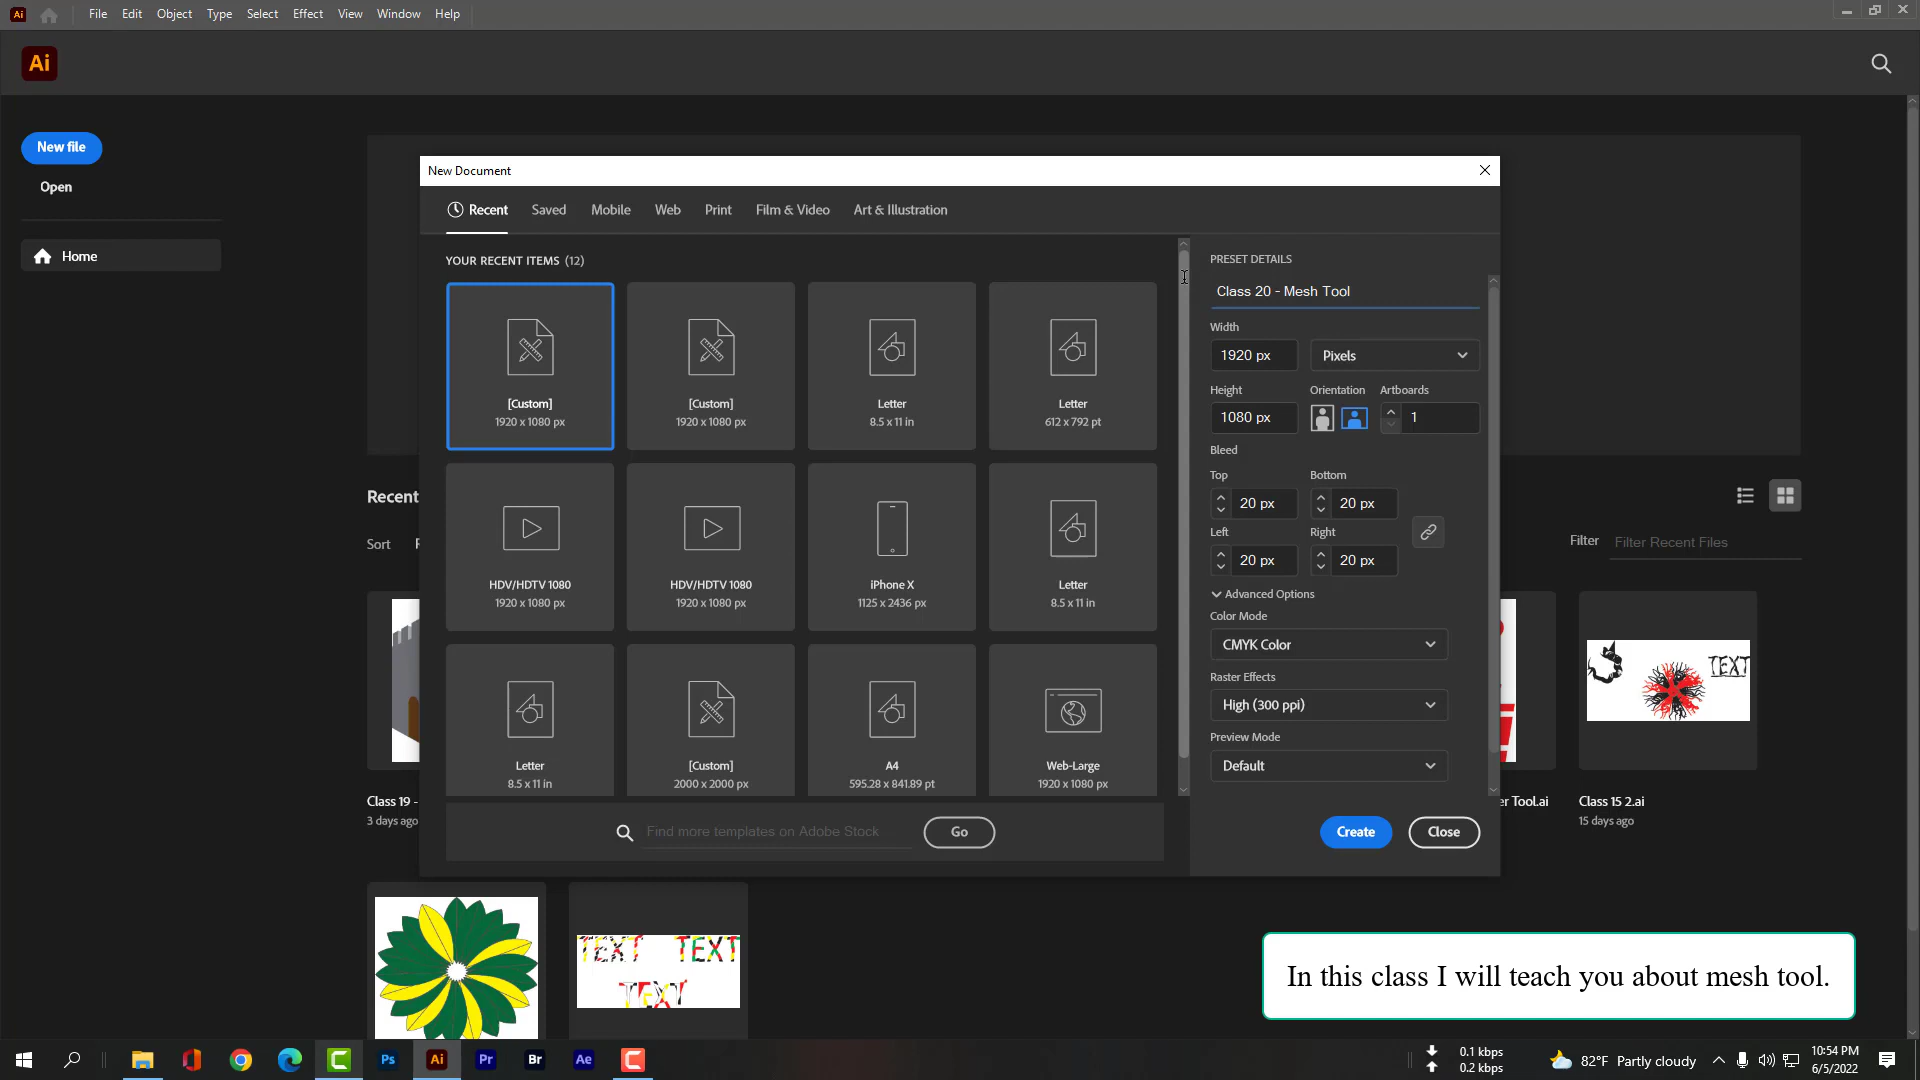 Ai File Edit Object Type Select Effect View Window Help
Ai
New file
Open
Home
New Document
Recent Saved Mobile Web Print Film & Video Art & Illustration
YOUR RECENT ITEMS (12)
[Custom] [Custom] Letter Letter
1920 x 1080 px 1920 x 1080 px 8.5 x 11 in 612 x 792 pt
HDV/HDTV 1080 HDV/HDTV 1080 iPhone X Letter
1920 x 1080 px 1920 x 1080 px 1125 x 2436 px 8.5 x 11 in
Letter [Custom] A4 Web-Large
8.5 x 11 in 2000 x 2000 px 595.28 x 841.89 pt 1920 x 1080 px
Find more templates on Adobe Stock Go
PRESET DETAILS
Class 20 - Mesh Tool
Width
1920 px Pixels
Height Orientation Artboards
1080 px 1
Bleed
Top Bottom
20 px 20 px
Left Right
20 px 20 px
Advanced Options
Color Mode
CMYK Color
Raster Effects
High (300 ppi)
Preview Mode
Default
Create Close
Recent
Sort
Filter Filter Recent Files
TEXT
Class 19 -
3 days ago
er Tool.ai
Class 15 2.ai
15 days ago
TEXT TEXT
TEXT
In this class I will teach you about mesh tool.
Ps Ai Pr Br Ae
0.1 kbps
0.2 kbps
82°F Partly cloudy
10:54 PM
6/5/2022